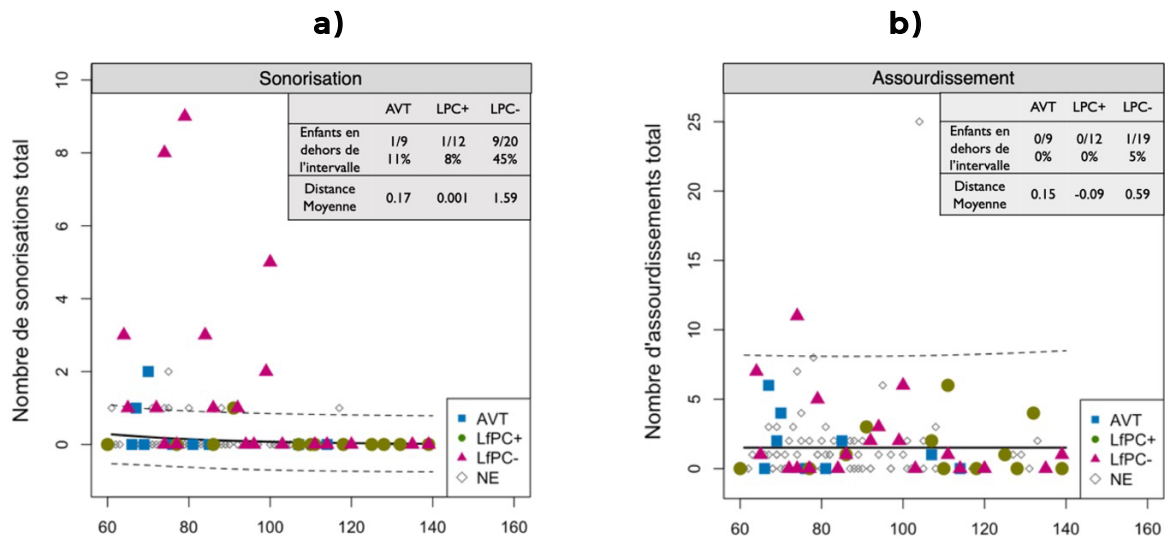 a)
Sonorisation
AVT LPC+ LPC-
Enfants en
dehors de
l'intervalle
1/9 1/12 9/20
11% 8% 45%
Distance
Moyenne
0.17 0.001 1.59
Nombre de sonorisations total
10
8
6
4
2
0
AVT
LfPC+
LfPC-
NE
60 80 100 120 140 160
b)
Assourdissement
AVT LPC+ LPC-
Enfants en
dehors de
l'intervalle
0/9 0/12 1/19
0% 0% 5%
Distance
Moyenne
0.15 -0.09 0.59
Nombre d'assourdissements total
25
20
15
10
5
0
AVT
LfPC+
LfPC-
NE
60 80 100 120 140 160